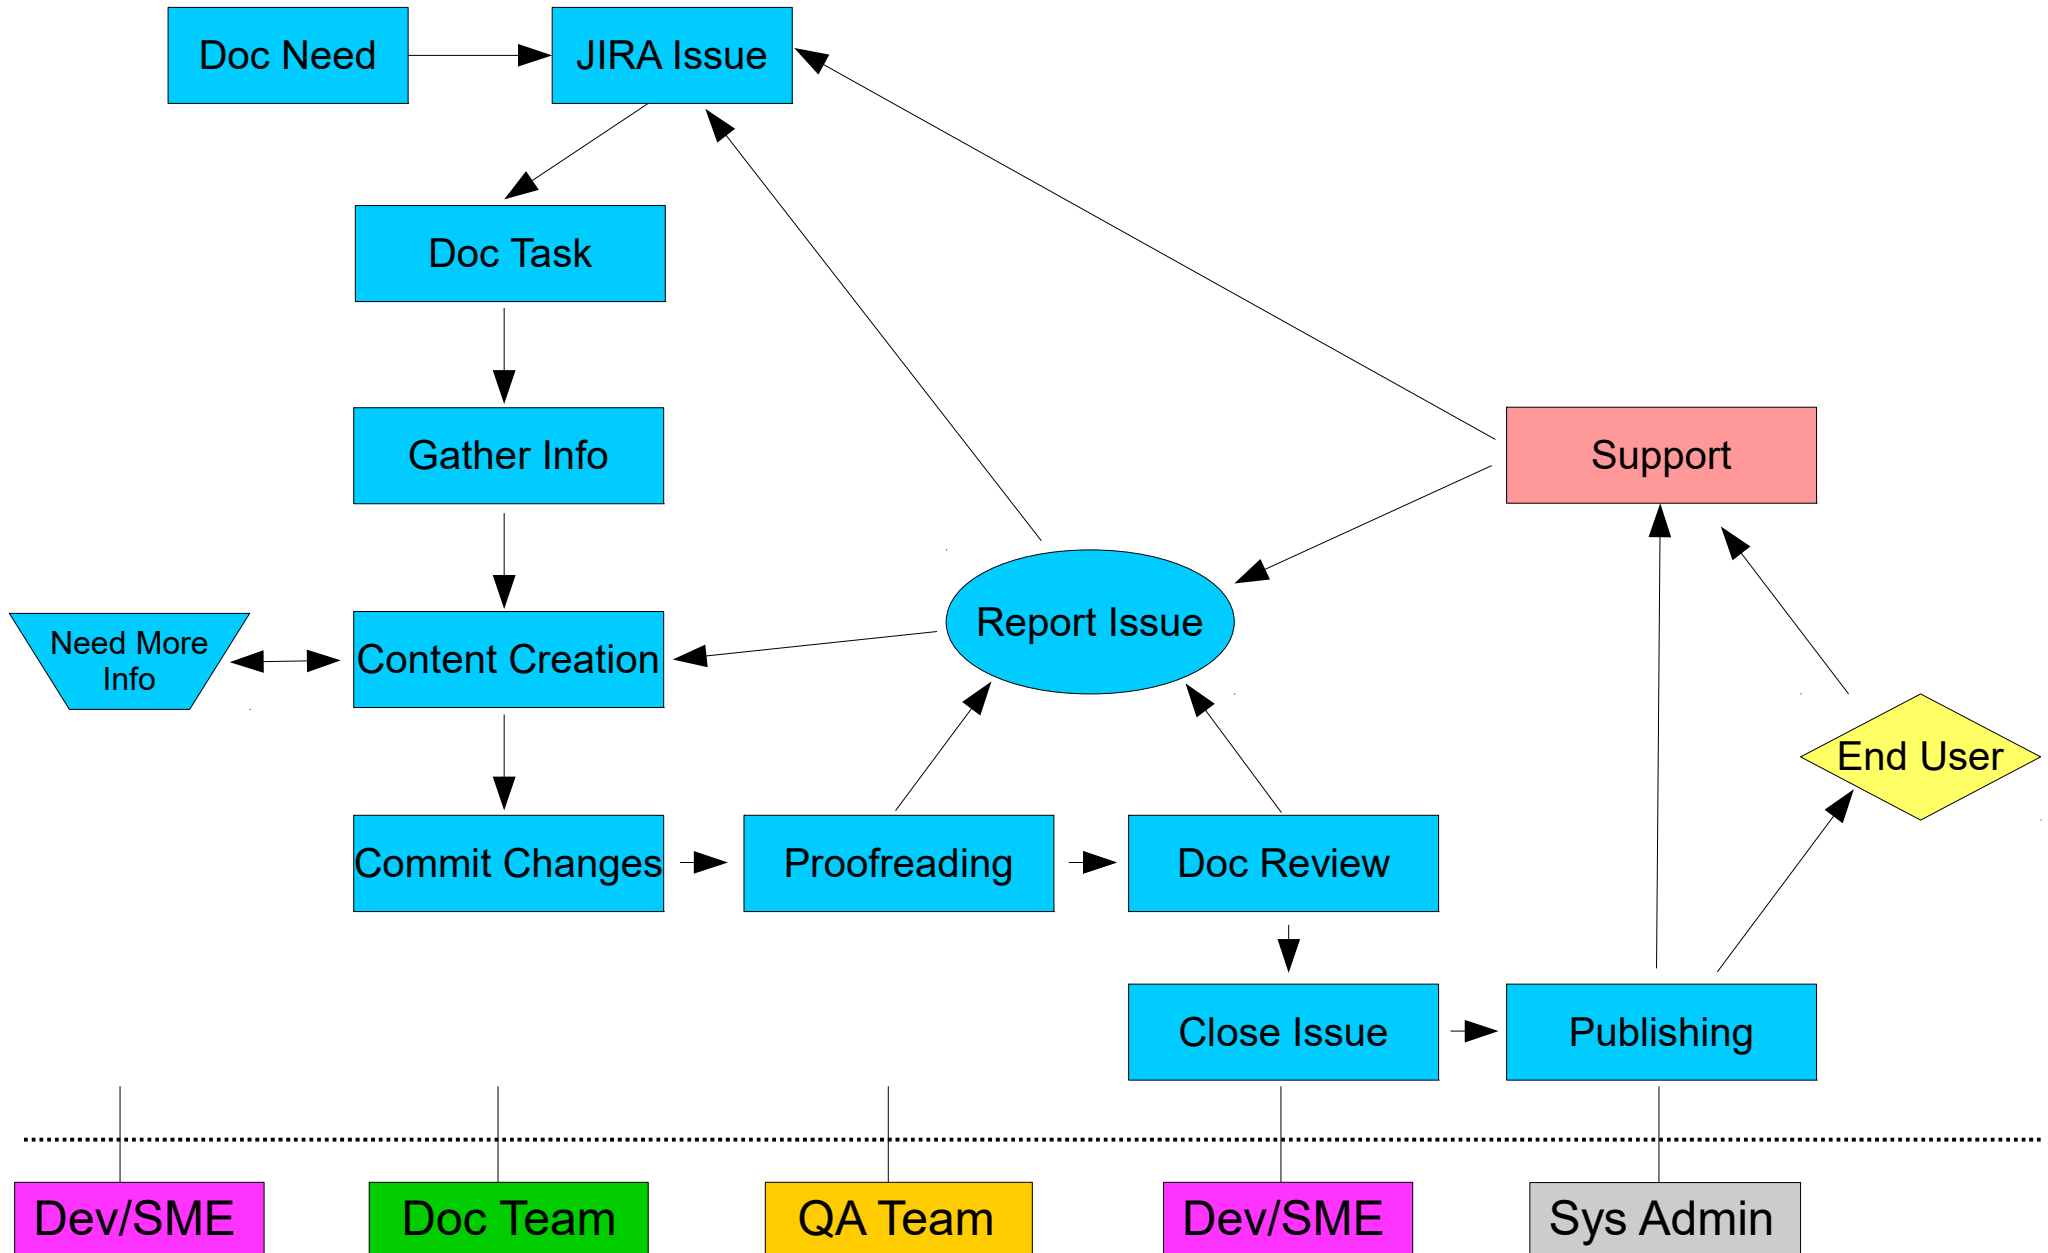 Doc Need
JIRA Issue
Doc Task
Gather Info
Support
Report Issue
Need More
Info
Content Creation
End User
Commit Changes
Proofreading
Doc Review
Close Issue
Publishing
Dev/SME
Doc Team
QA Team
Dev/SME
Sys Admin